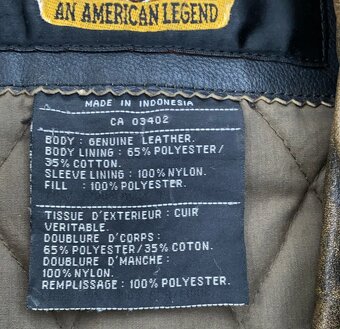 AN AMERICAN LEGEND
MADE IN INDONESIA
CA 03402
BODY : GENUINE LEATHER.
BODY LINING : 65% POLYESTER/
35% COTTON.
SLEEVE LINING : 100% NYLON.
FILL : 100% POLYESTER.
TISSUE D'EXTERIEUR : CUIR
VERITABLE.
DOUBLURE D'CORPS :
65% POLYESTER/35% COTON.
DOUBLURE D'MANCHE :
100% NYLON.
REMPLISSAGE : 100% POLYESTER.